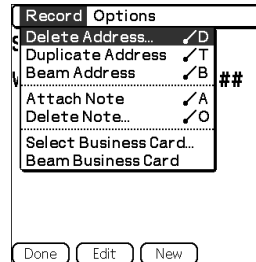 Record Options
Delete Address... ✓D
Duplicate Address ✓T
Beam Address ✓B
##
Attach Note ✓A
Delete Note... ✓O
Select Business Card...
Beam Business Card
Done Edit New